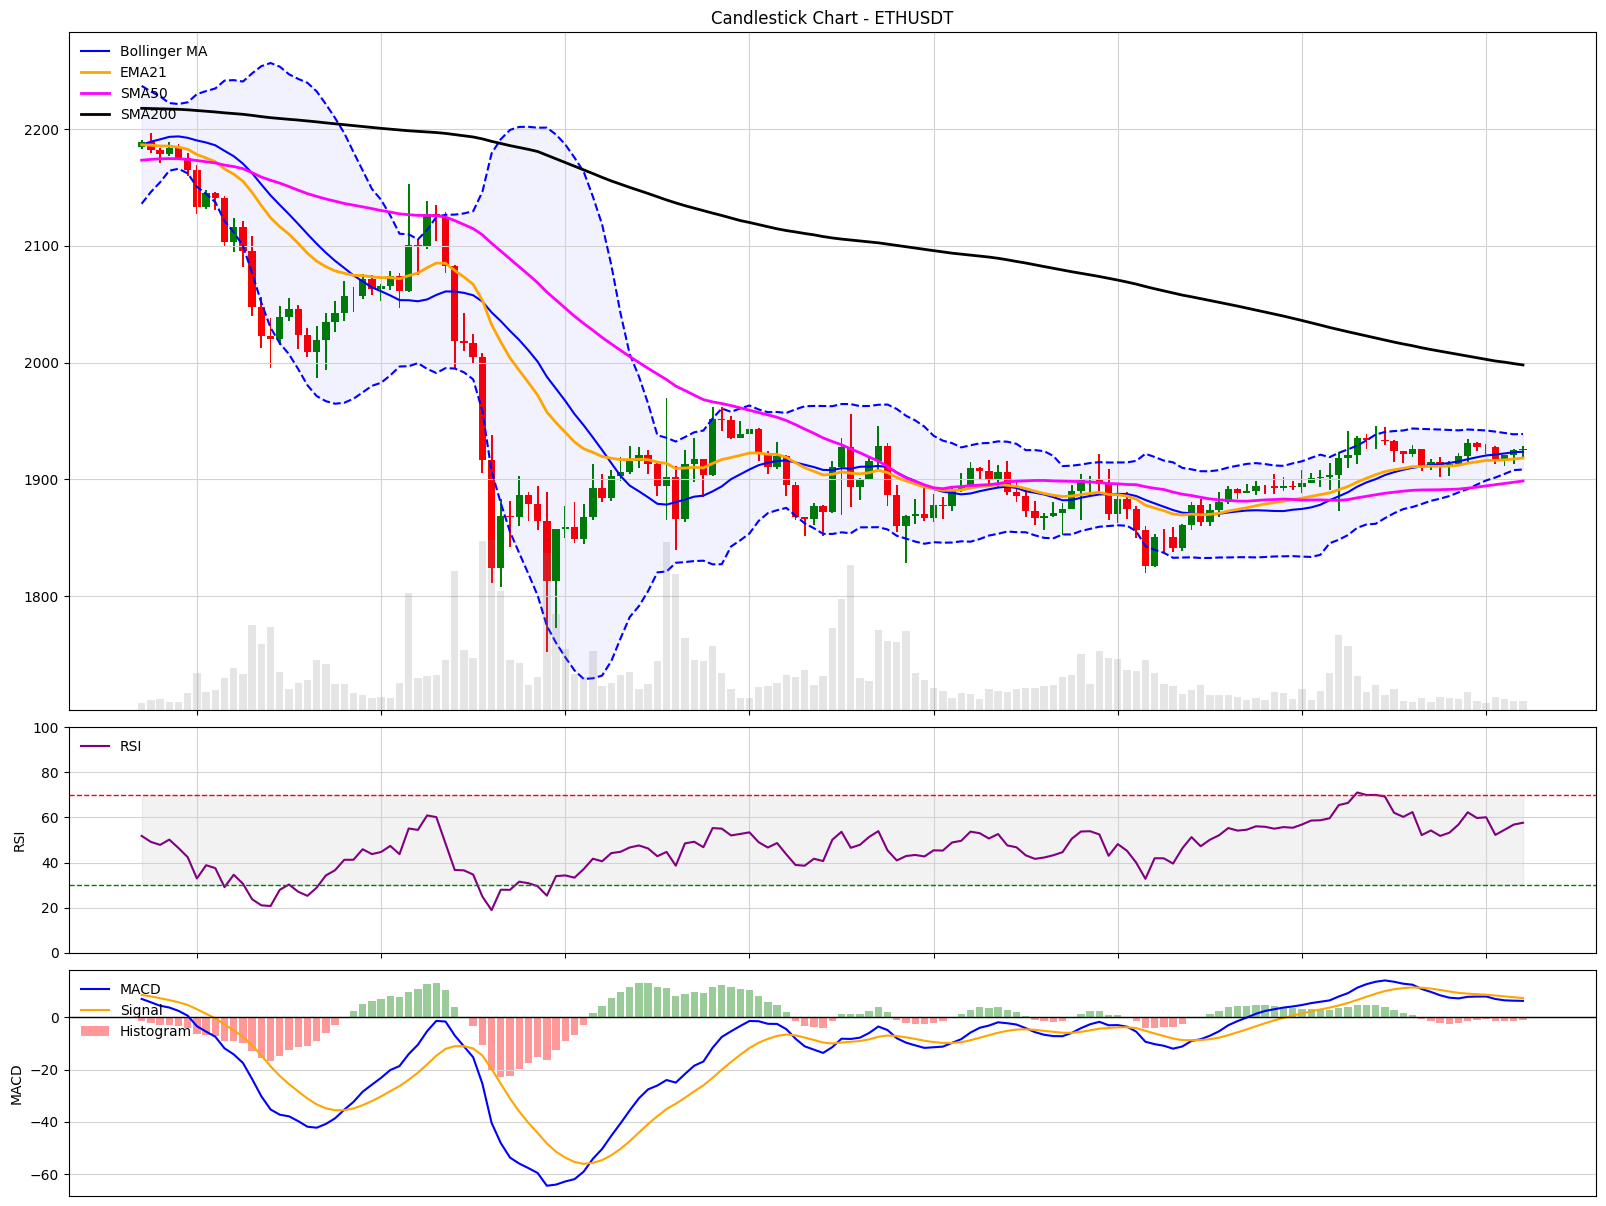 Candlestick Chart - ETHUSDT
Bollinger MA
EMA21
SMA50
SMA200
2200
2100
2000
1900
1800
RSI
100
80
60
40
20
0
RSI
MACD
Signal
Histogram
0
−20
−40
−60
MACD